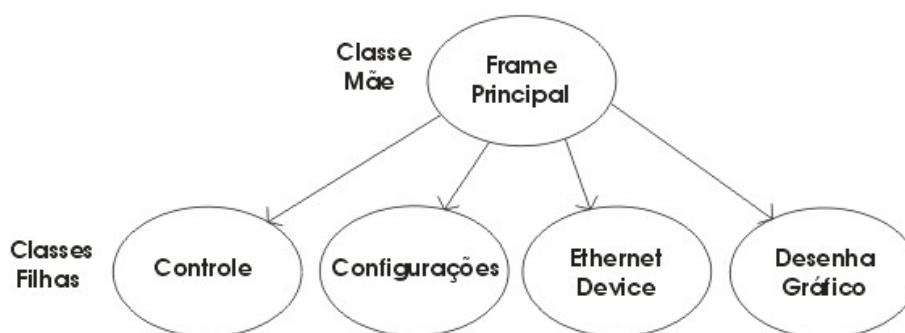 Classe
Mãe
Frame
Principal
Classes
Filhas
Controle
Configurações
Ethernet
Device
Desenha
Gráfico